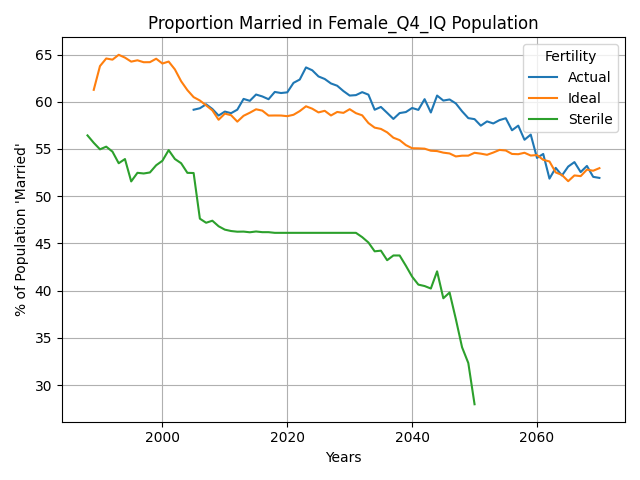 Proportion Married in Female_Q4_IQ Population
% of Population 'Married'
65
60
55
50
45
40
35
30
Fertility
Actual
Ideal
Sterile
2000 2020 2040 2060
Years